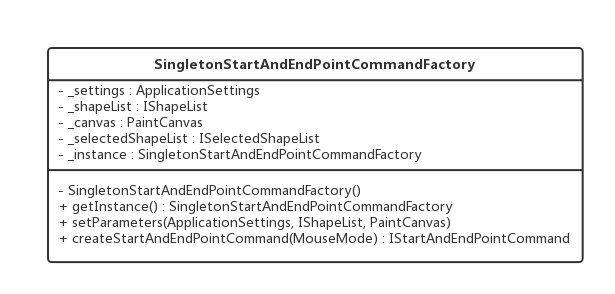 SingletonStartAndEndPointCommandFactory
- _settings : ApplicationSettings
- _shapeList : IShapeList
- _canvas : PaintCanvas
- _selectedShapeList : ISelectedShapeList
- _instance : SingletonStartAndEndPointCommandFactory
- SingletonStartAndEndPointCommandFactory()
+ getInstance() : SingletonStartAndEndPointCommandFactory
+ setParameters(ApplicationSettings, IShapeList, PaintCanvas)
+ createStartAndEndPointCommand(MouseMode) : IStartAndEndPointCommand